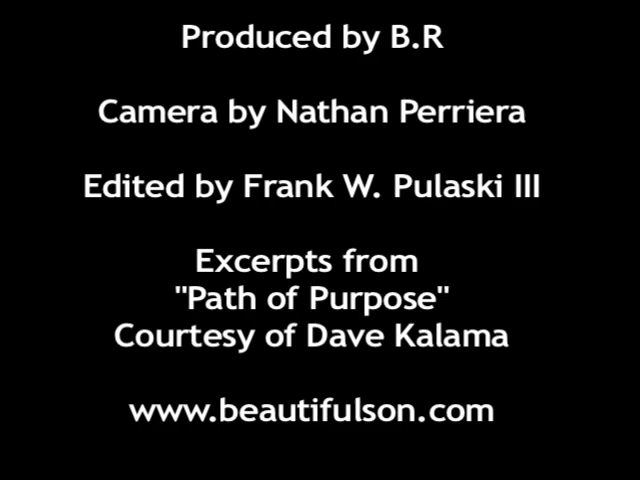 Produced by B.R
Camera by Nathan Perriera
Edited by Frank W. Pulaski III
Excerpts from
"Path of Purpose"
Courtesy of Dave Kalama
www.beautifulson.com